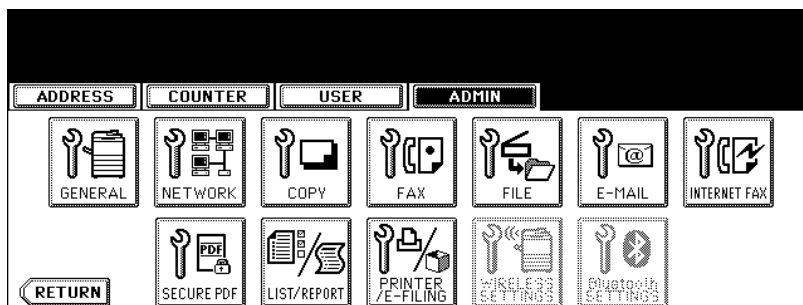 ADDRESS
COUNTER
USER
ADMIN
GENERAL
NETWORK
COPY
FAX
FILE
@
E-MAIL
INTERNET FAX
PDF
SECURE PDF
LIST/REPORT
PRINTER
/E-FILING
WIRELESS
SETTINGS
Bluetooth
SETTINGS
RETURN